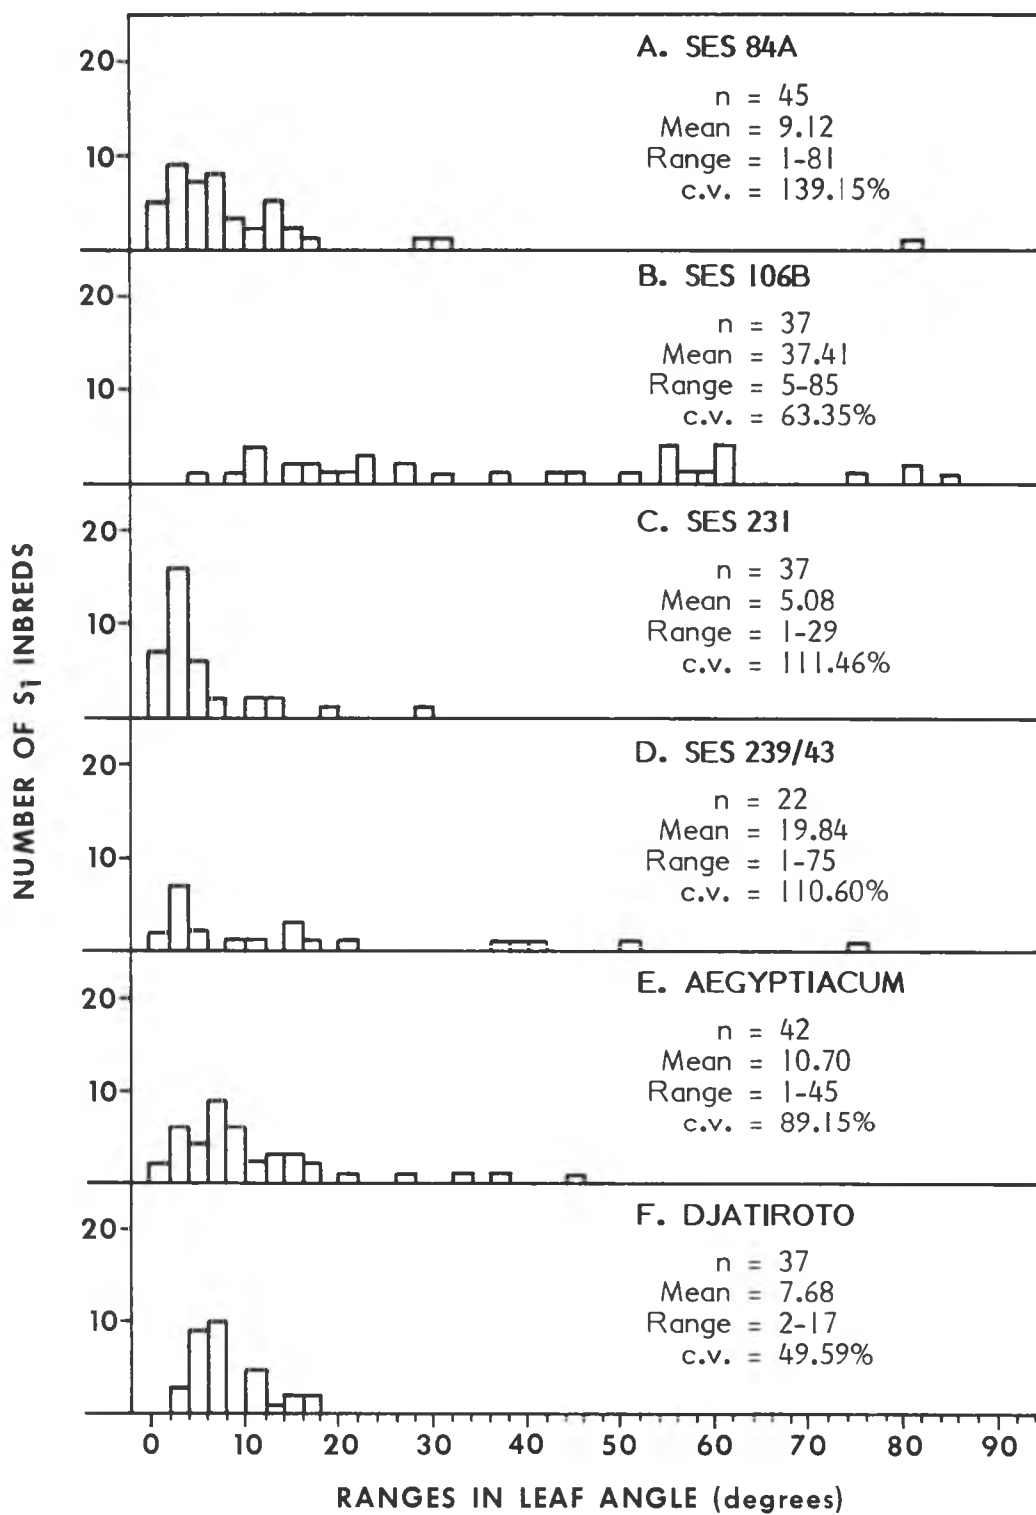 NUMBER OF S1 INBREDS
20
10
A. SES 84A
n = 45
Mean = 9.12
Range = 1-81
c.v. = 139.15%
20
10
B. SES 106B
n = 37
Mean = 37.41
Range = 5-85
c.v. = 63.35%
20
10
C. SES 231
n = 37
Mean = 5.08
Range = 1-29
c.v. = 111.46%
20
10
D. SES 239/43
n = 22
Mean = 19.84
Range = 1-75
c.v. = 110.60%
20
10
E. AEGYPTIACUM
n = 42
Mean = 10.70
Range = 1-45
c.v. = 89.15%
20
10
F. DJATIROTO
n = 37
Mean = 7.68
Range = 2-17
c.v. = 49.59%
0 10 20 30 40 50 60 70 80 90
RANGES IN LEAF ANGLE (degrees)